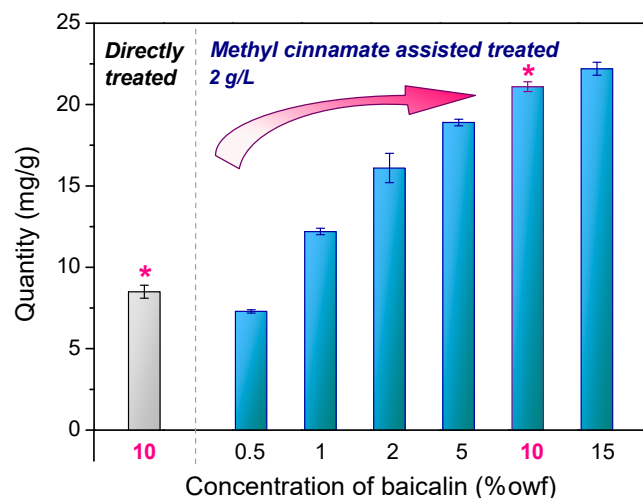 25
20
15
10
5
0
Quantity (mg/g)
Directly
treated
Methyl cinnamate assisted treated
2 g/L
*
*
10
0.5
1
2
5
10
15
Concentration of baicalin (%owf)